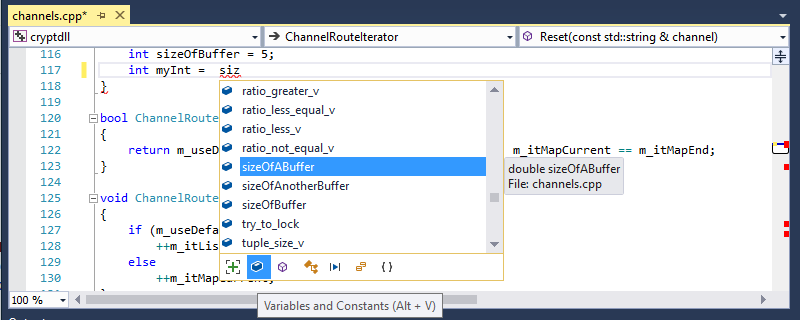 channels.cpp*
cryptdll ChannelRouteIterator Reset(const std::string & channel)
116 int sizeOfBuffer = 5;
117 int myInt = siz
118 }
ratio_greater_v
119 ratio_less_equal_v
120 bool ChannelRoute ratio_less_v
121 { ratio_not_equal_v
122 return m_useD m_itMapCurrent == m_itMapEnd;
123 } sizeOfABuffer double sizeOfABuffer
File: channels.cpp
124 sizeOfAnotherBuffer
125 void ChannelRoute sizeOfBuffer
126 { try_to_lock
127 if (m_useDefa
128 ++m_itLis tuple_size_v
129 else { }
130 ++m_itMapCurrent;
100 % Variables and Constants (Alt + V)